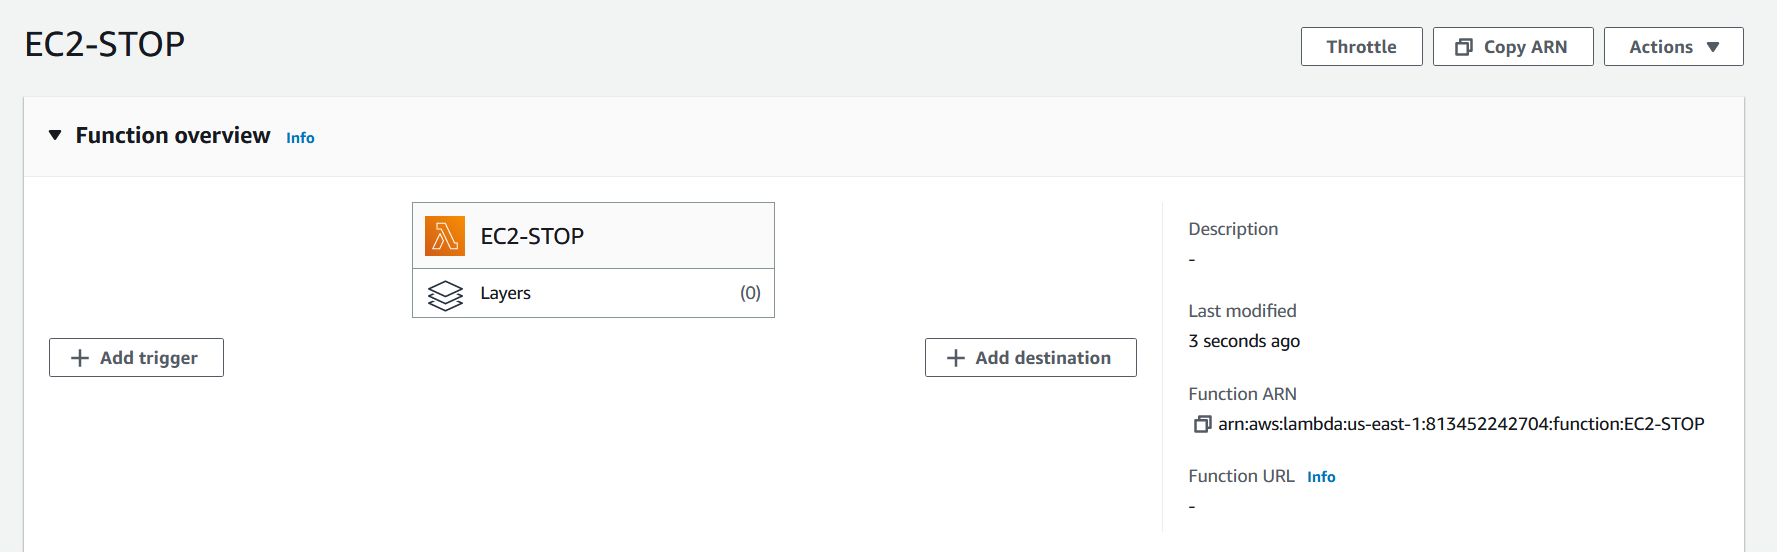 EC2-STOP
Throttle
Copy ARN
Actions
Function overview Info
EC2-STOP
Layers (0)
Add trigger
Add destination
Description
-
Last modified
3 seconds ago
Function ARN
arn:aws:lambda:us-east-1:813452242704:function:EC2-STOP
Function URL Info
-